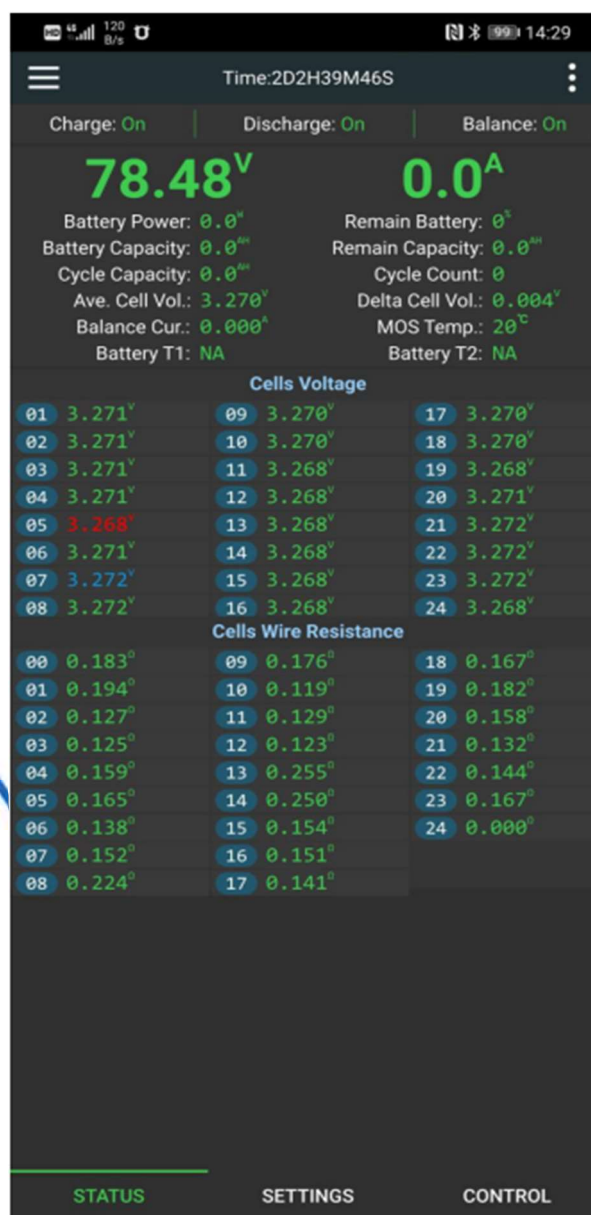 HD 4G 120 B/s 99 14:29
Time:2D2H39M46S
Charge: On Discharge: On Balance: On
78.48V 0.0A
Battery Power: 0.0W Remain Battery: 0%
Battery Capacity: 0.0AH Remain Capacity: 0.0AH
Cycle Capacity: 0.0AH Cycle Count: 0
Ave. Cell Vol.: 3.270V Delta Cell Vol.: 0.004V
Balance Cur.: 0.000A MOS Temp.: 20℃
Battery T1: NA Battery T2: NA
Cells Voltage
01 3.271V 09 3.270V 17 3.270V
02 3.271V 10 3.270V 18 3.270V
03 3.271V 11 3.268V 19 3.268V
04 3.271V 12 3.268V 20 3.271V
05 3.268V 13 3.268V 21 3.272V
06 3.271V 14 3.268V 22 3.272V
07 3.272V 15 3.268V 23 3.272V
08 3.272V 16 3.268V 24 3.268V
Cells Wire Resistance
00 0.183Ω 09 0.176Ω 18 0.167Ω
01 0.194Ω 10 0.119Ω 19 0.182Ω
02 0.127Ω 11 0.129Ω 20 0.158Ω
03 0.125Ω 12 0.123Ω 21 0.132Ω
04 0.159Ω 13 0.255Ω 22 0.144Ω
05 0.165Ω 14 0.250Ω 23 0.167Ω
06 0.138Ω 15 0.154Ω 24 0.000Ω
07 0.152Ω 16 0.151Ω
08 0.224Ω 17 0.141Ω
STATUS SETTINGS CONTROL